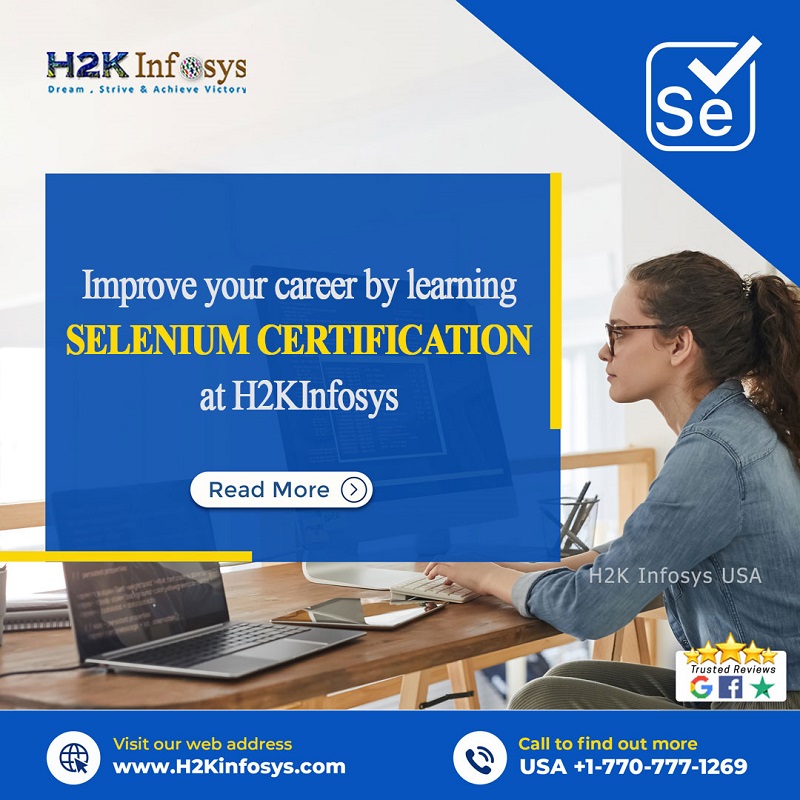 H2K Infosys
Dream , Strive & Achieve Victory
Se
Improve your career by learning
SELENIUM CERTIFICATION
at H2KInfosys
Read More
H2K Infosys USA
Trusted Reviews
G f
Visit our web address
www.H2Kinfosys.com
Call to find out more
USA +1-770-777-1269